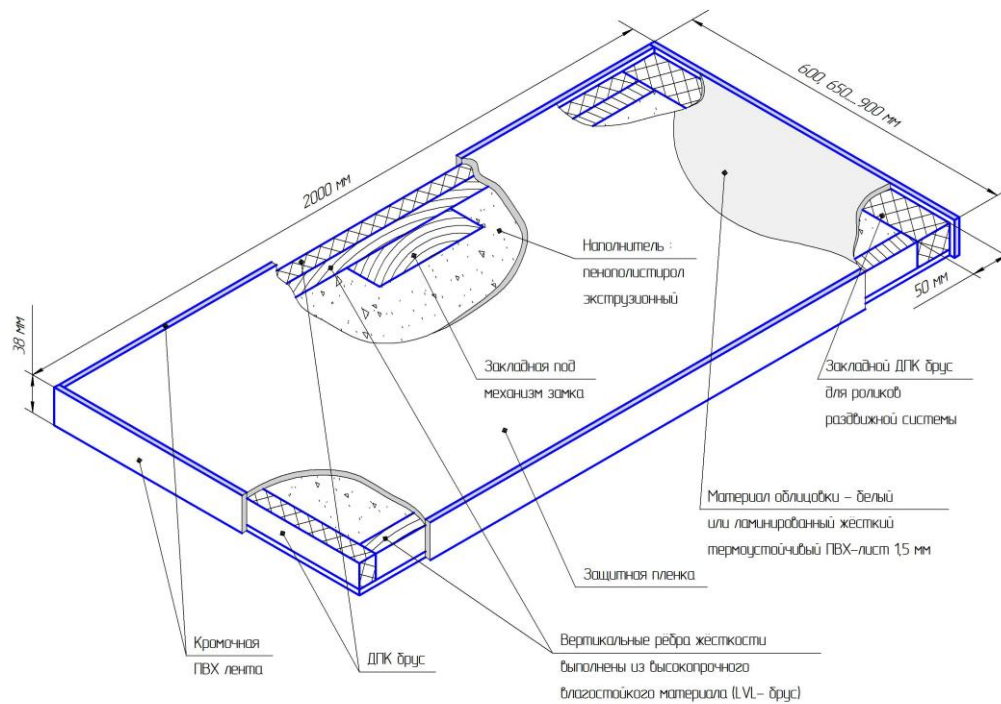 600, 650...900 мм
2000 мм
38 мм
50 мм
Наполнитель :
пенополистирол
экструзионный
Закладная под
механизм замка
Закладной ДПК брус
для роликов
раздвижной системы
Материал облицовки – белый
или ламинированный жёсткий
термоустойчивый ПВХ-лист 1,5 мм
Защитная пленка
Кромочная
ПВХ лента
ДПК брус
Вертикальные рёбра жёсткости
выполнены из высокопрочного
влагостойкого материала (LVL- брус)